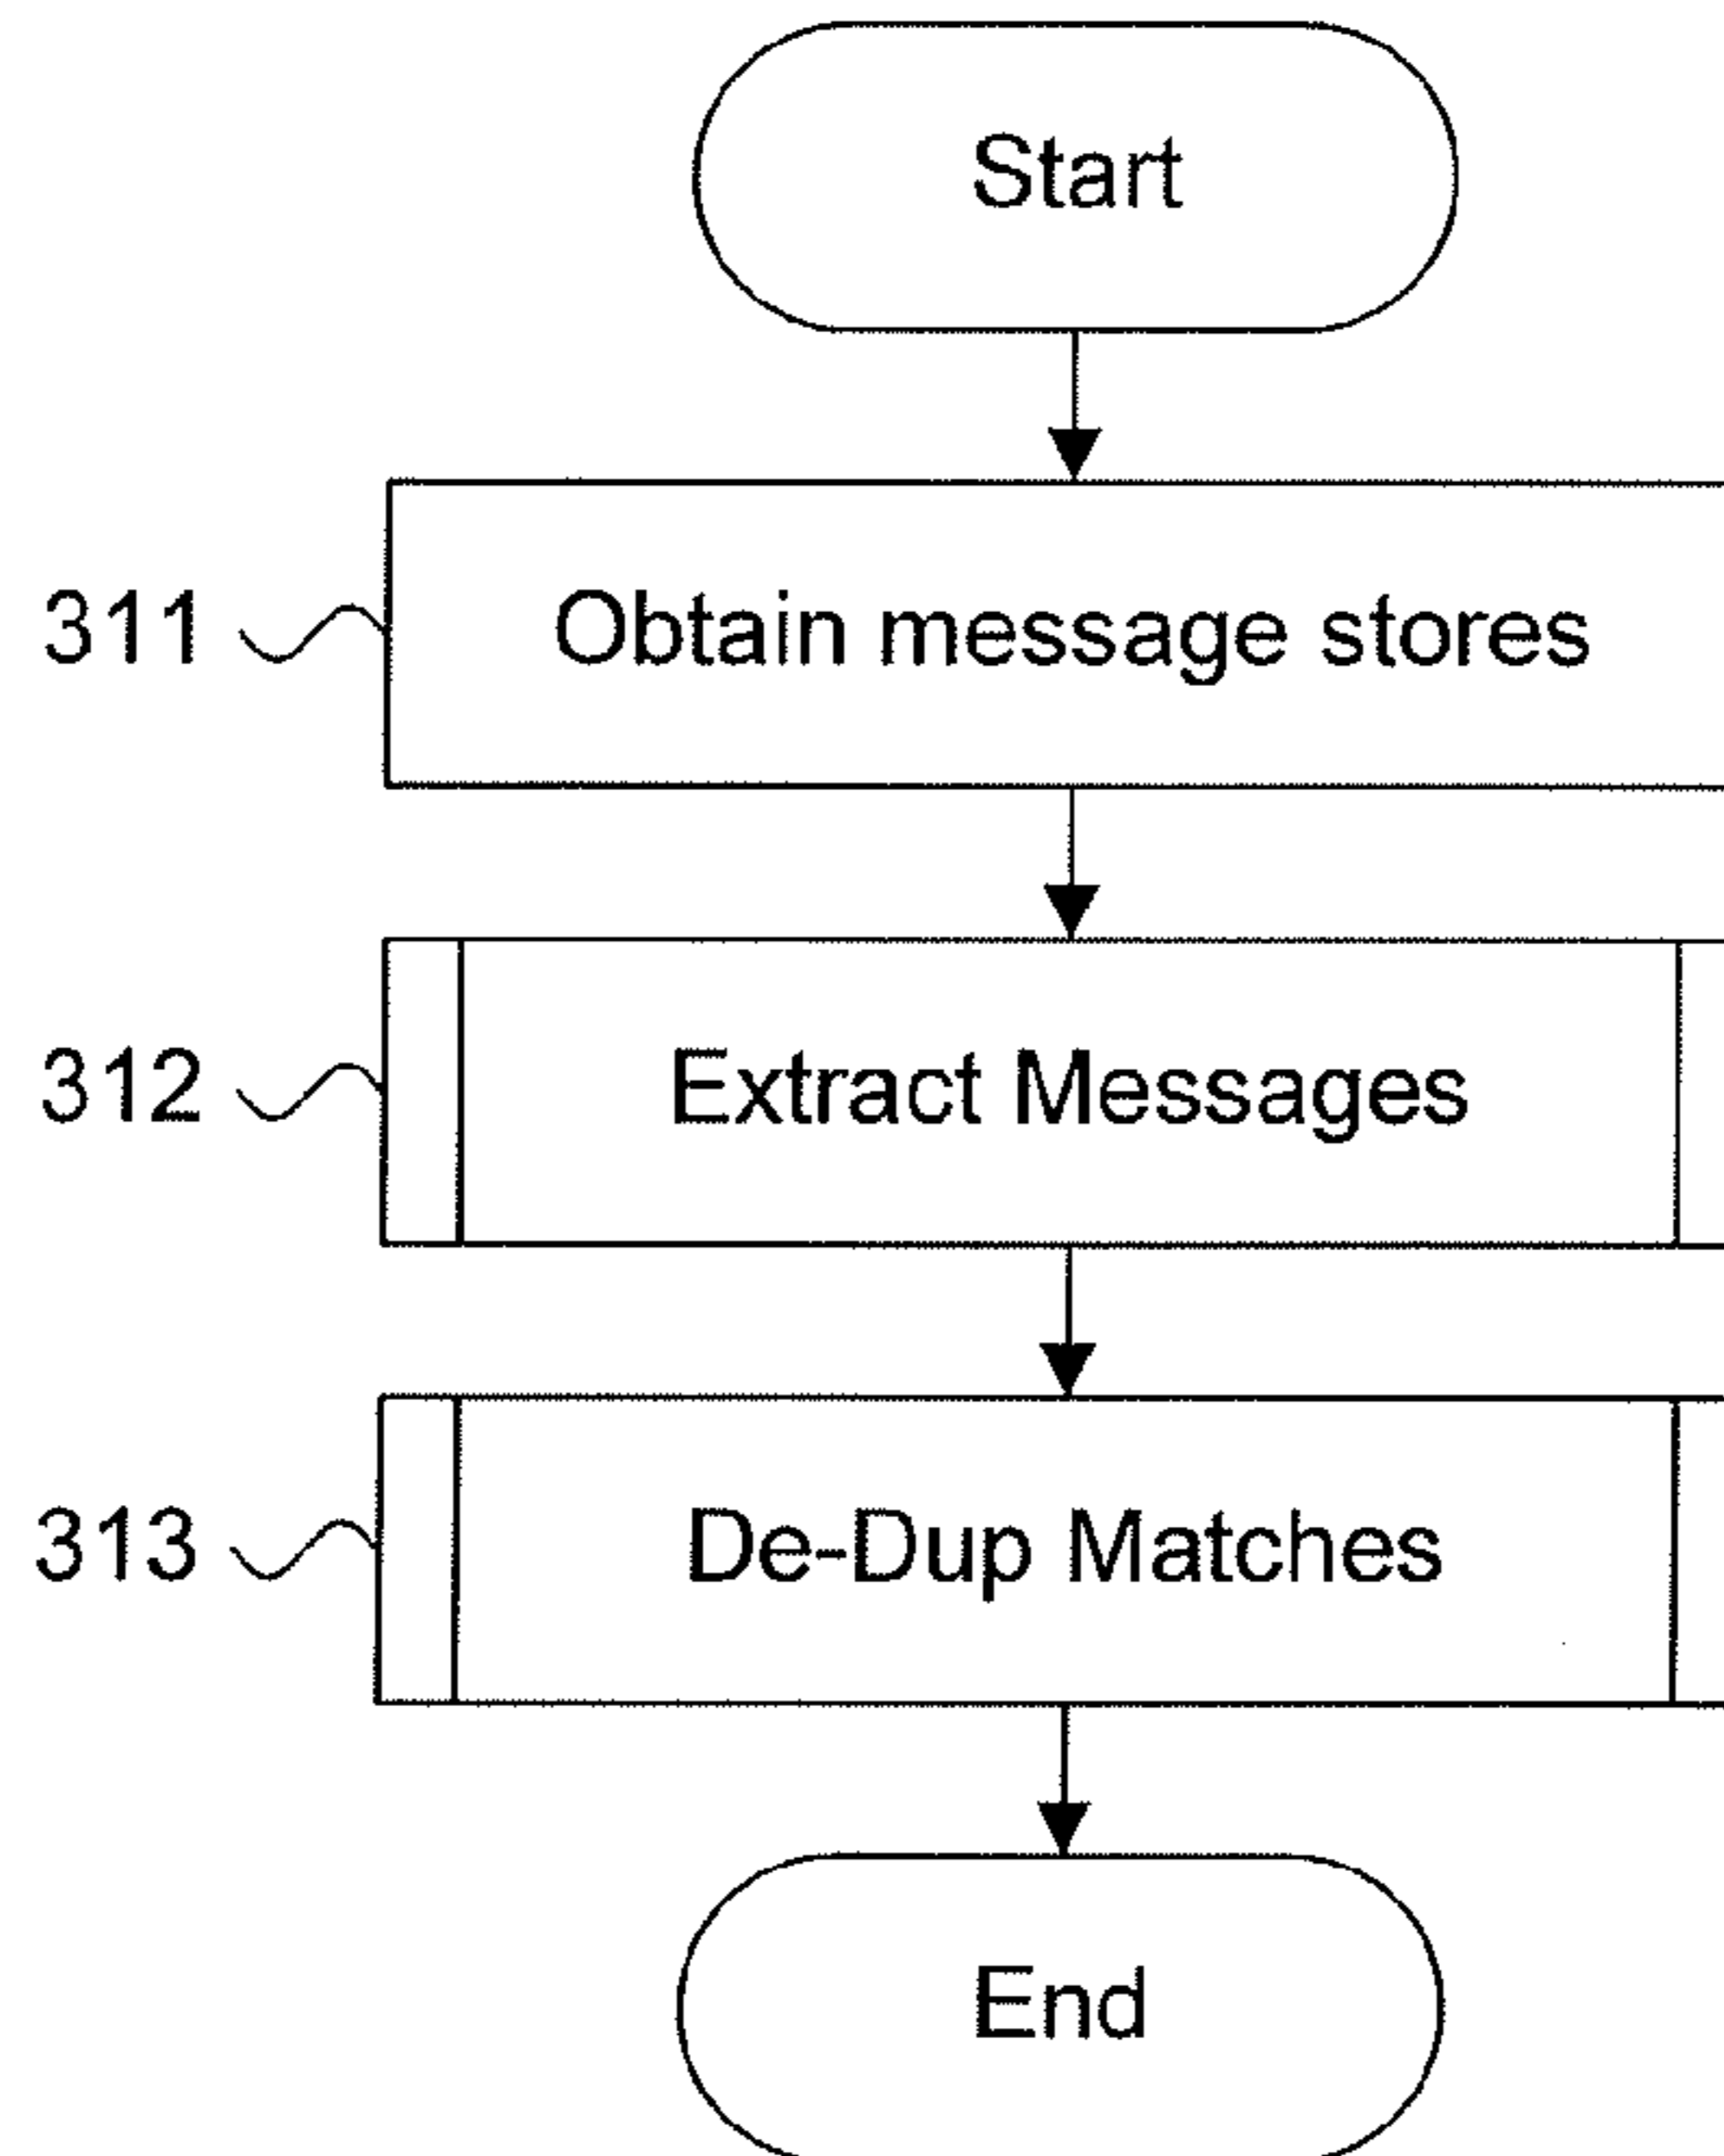 Start
311 Obtain message stores
312 Extract Messages
313 De-Dup Matches
End